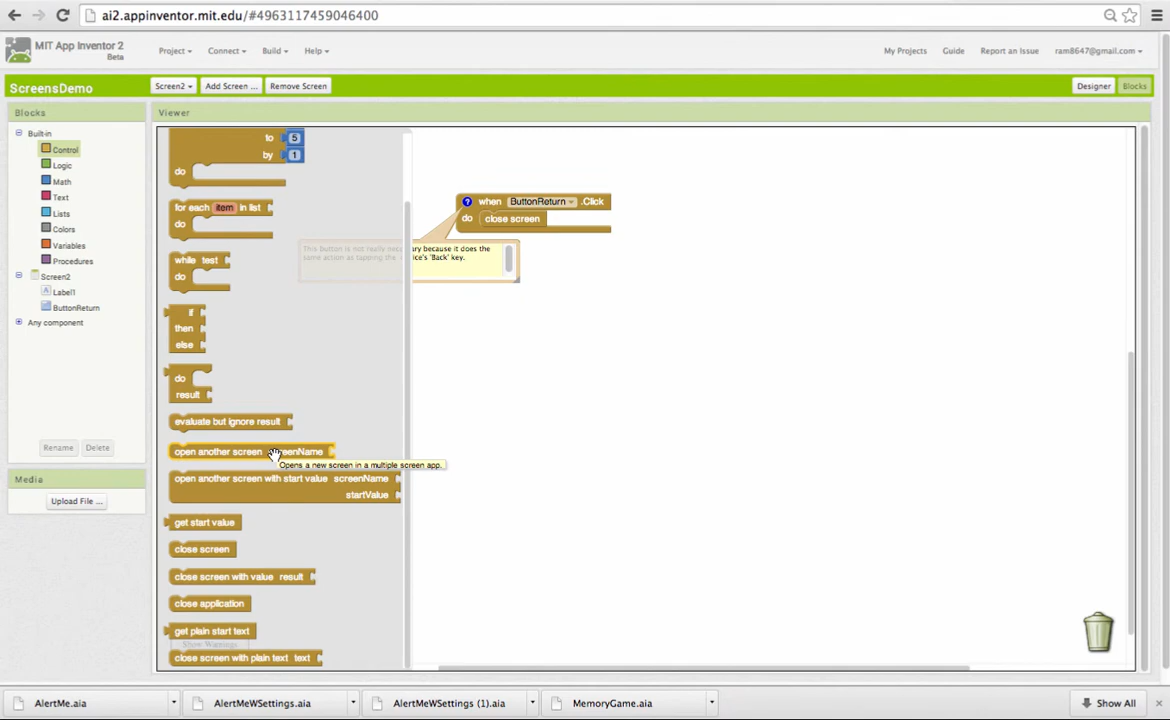 ai2.appinventor.mit.edu/#4963117459046400
MIT App Inventor 2
Beta
Project Connect Build Help
My Projects Guide Report an Issue ram8647@gmail.com
ScreensDemo
Screen2 Add Screen ... Remove Screen
Designer Blocks
Blocks
Viewer
Built-in
Control
Logic
Math
Text
Lists
Colors
Variables
Procedures
Screen2
Label1
ButtonReturn
Any component
Rename Delete
Media
Upload File ...
to 5
by 1
do
for each item in list
do
while test
do
if
then
else
do
result
evaluate but ignore result
open another screen
Opens a new screen in a multiple screen app.
open another screen with start value screenName
startValue
get start value
close screen
close screen with value result
close application
get plain start text
Show Warnings
close screen with plain text text
? when ButtonReturn .Click
do close screen
This button is not really because it does the
same action as tapping the 'Back' key.
AlertMe.aia AlertMeWSettings.aia AlertMeWSettings (1).aia MemoryGame.aia Show All